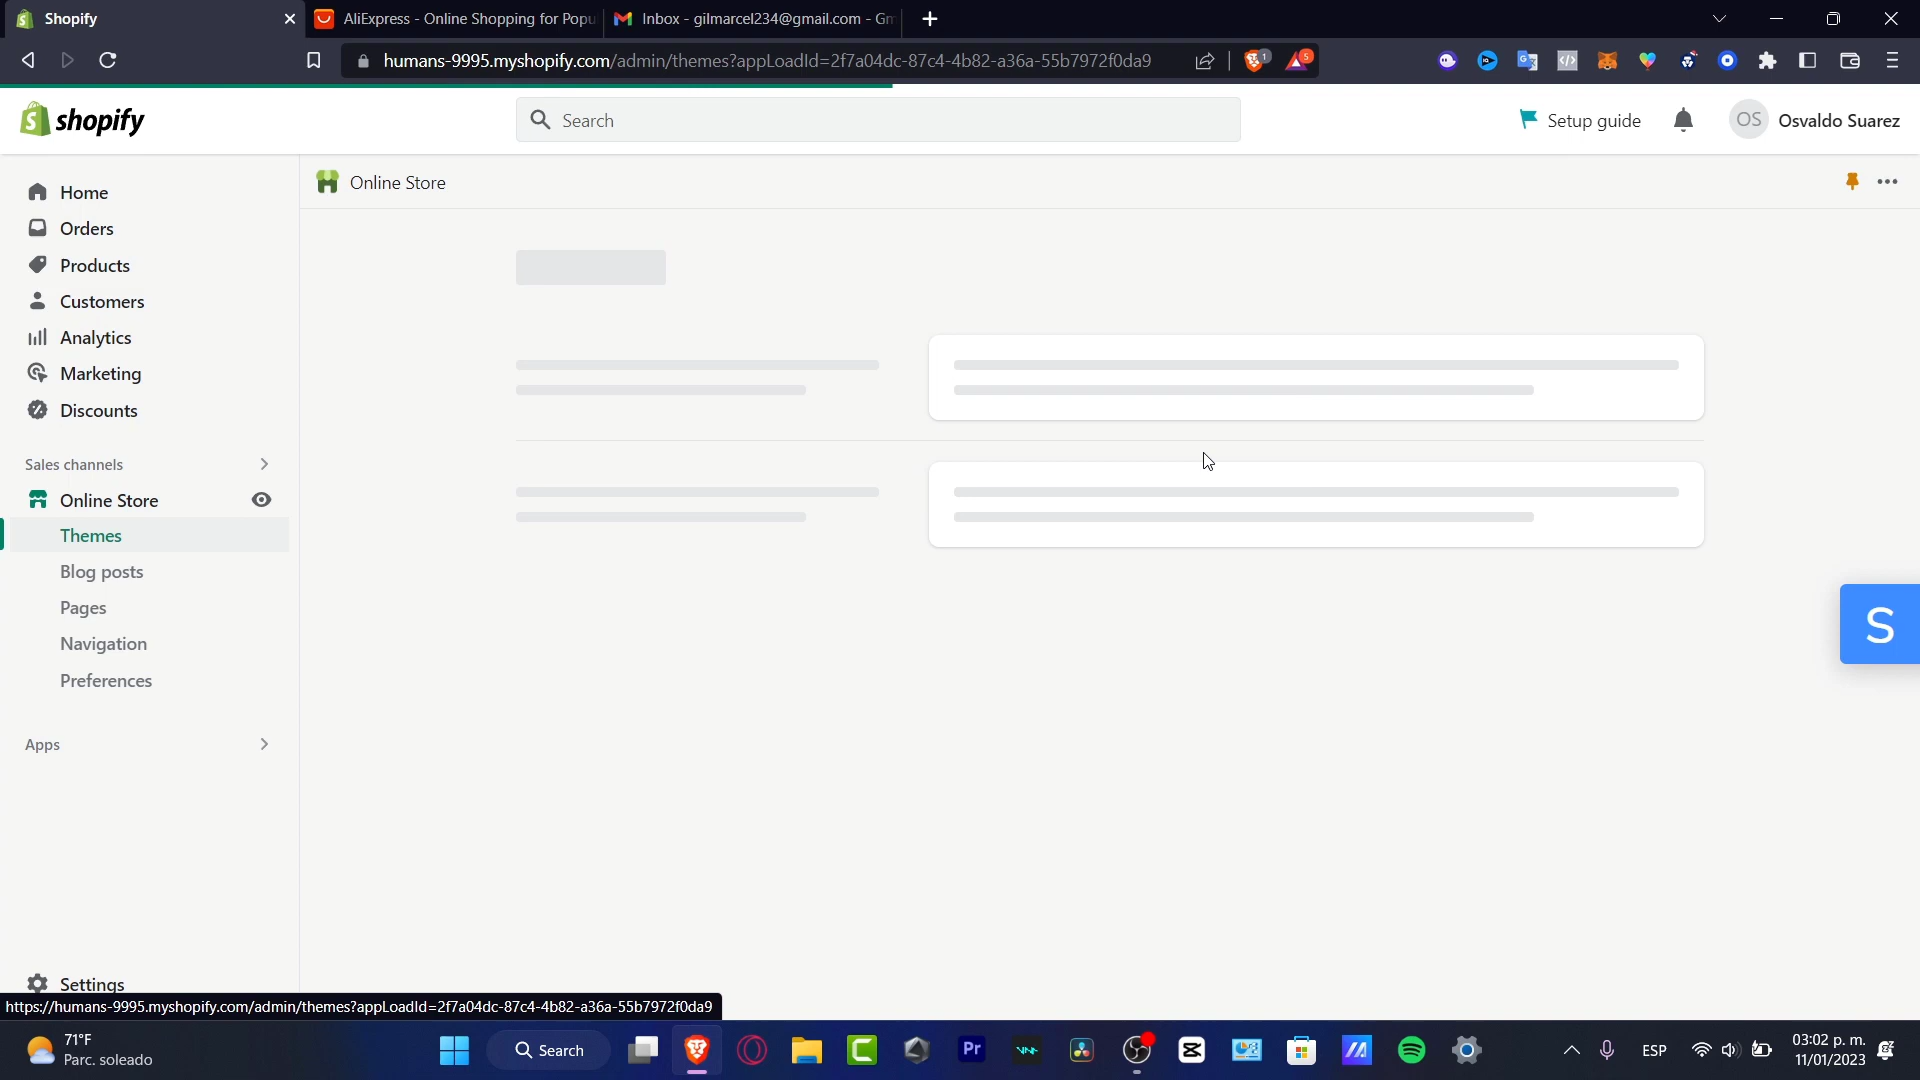 Shopify
AliExpress - Online Shopping for Popu
Inbox - gilmarcel234@gmail.com - Gm
humans-9995.myshopify.com/admin/themes?appLoadId=2f7a04dc-87c4-4b82-a36a-55b7972f0da9
1
5
shopify
Search
Setup guide
OS
Osvaldo Suarez
Home
Orders
Products
Customers
Analytics
Marketing
Discounts
Sales channels
Online Store
Themes
Blog posts
Pages
Navigation
Preferences
Apps
Settings
Online Store
S
https://humans-9995.myshopify.com/admin/themes?appLoadId=2f7a04dc-87c4-4b82-a36a-55b7972f0da9
71°F
Parc. soleado
Search
Pr
ESP
03:02 p. m.
11/01/2023